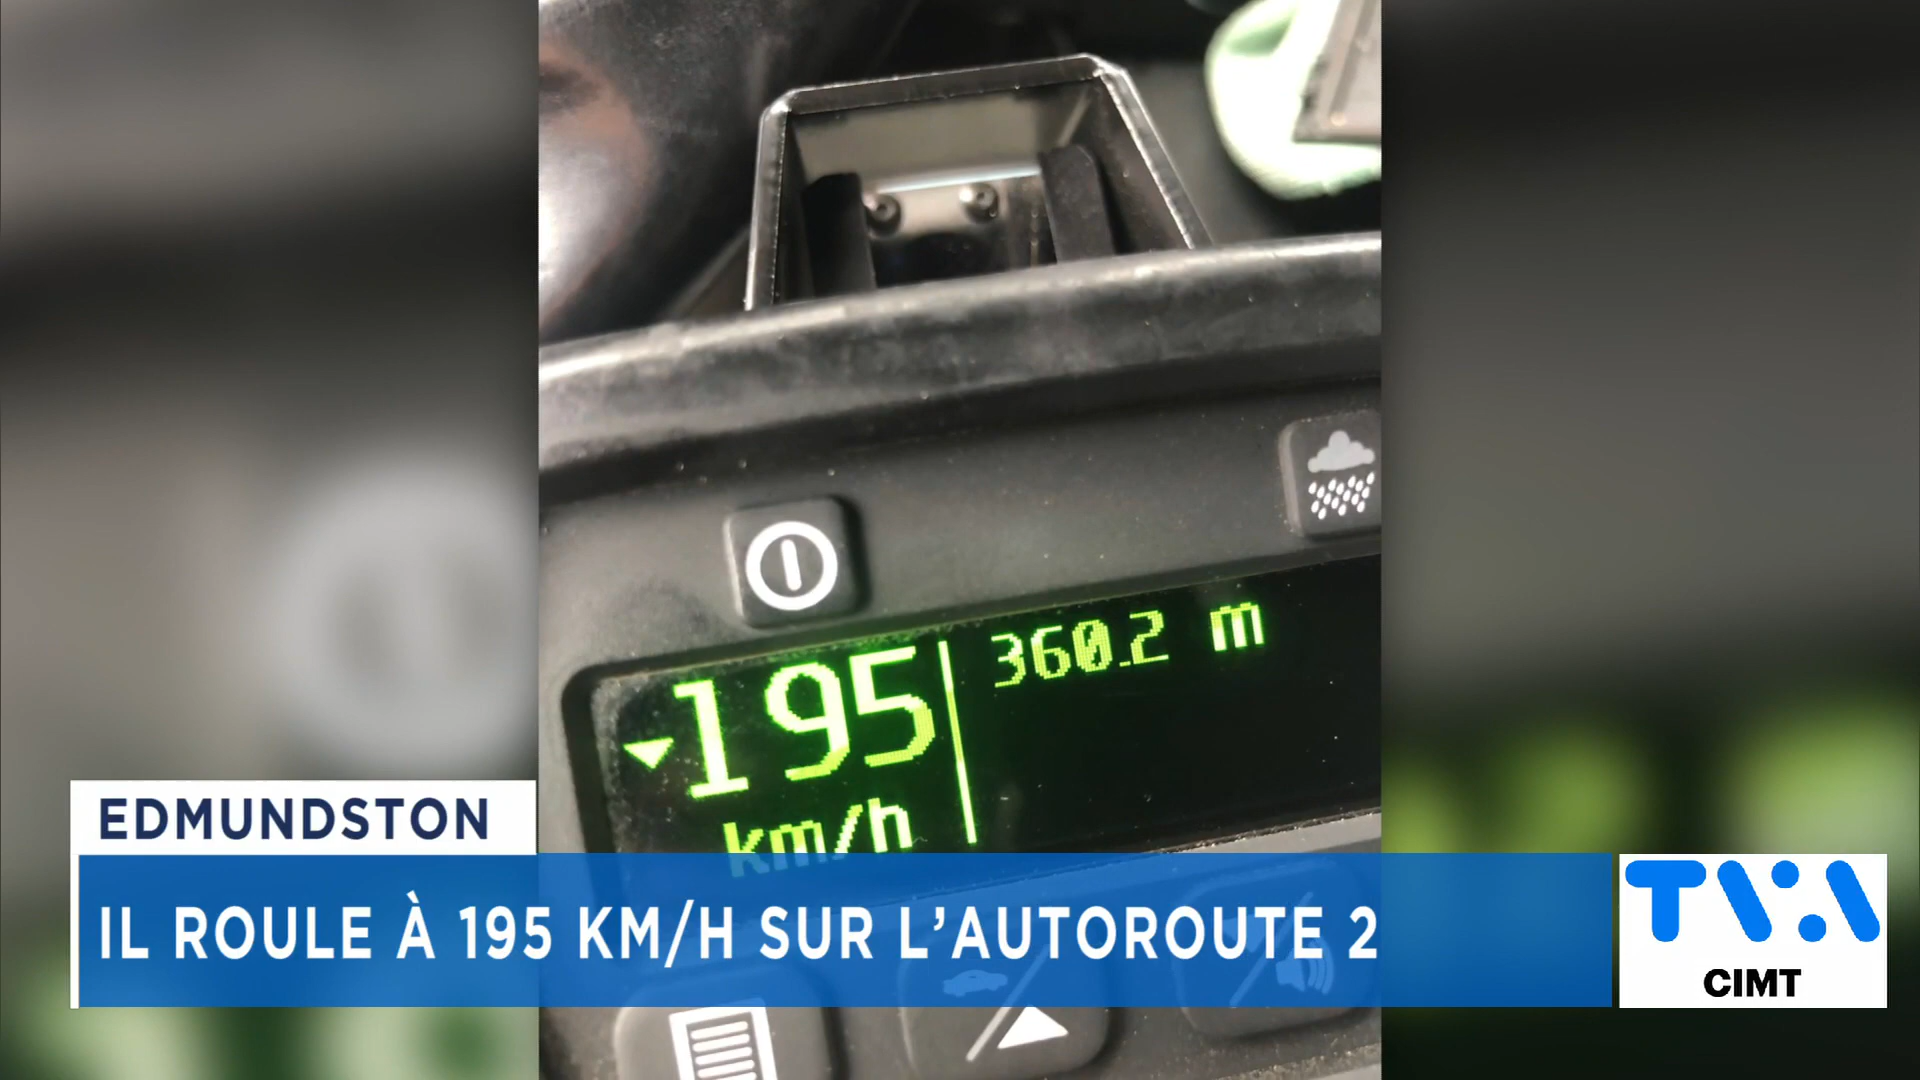 360.2 m
195
km/h
EDMUNDSTON
IL ROULE À 195 KM/H SUR L'AUTOROUTE 2
TVA
CIMT